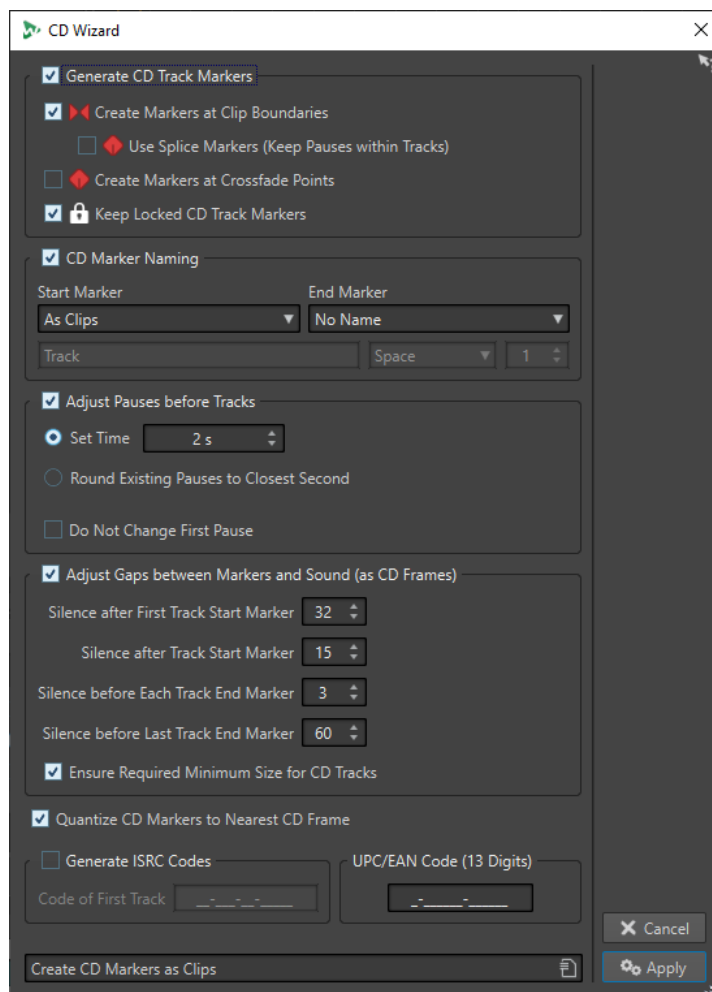 CD Wizard
Generate CD Track Markers
Create Markers at Clip Boundaries
Use Splice Markers (Keep Pauses within Tracks)
Create Markers at Crossfade Points
Keep Locked CD Track Markers
CD Marker Naming
Start Marker End Marker
As Clips No Name
Track Space 1
Adjust Pauses before Tracks
Set Time 2 s
Round Existing Pauses to Closest Second
Do Not Change First Pause
Adjust Gaps between Markers and Sound (as CD Frames)
Silence after First Track Start Marker 32
Silence after Track Start Marker 15
Silence before Each Track End Marker 3
Silence before Last Track End Marker 60
Ensure Required Minimum Size for CD Tracks
Quantize CD Markers to Nearest CD Frame
Generate ISRC Codes UPC/EAN Code (13 Digits)
Code of First Track __-___-__-_____ _-______-______
Cancel
Create CD Markers as Clips Apply